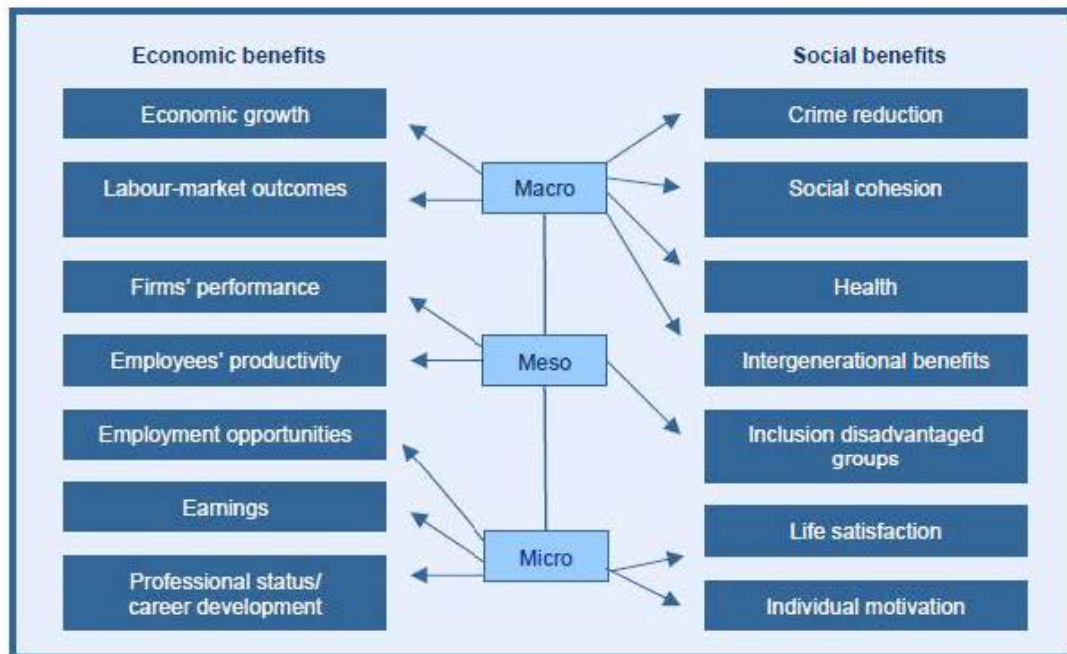 Economic benefits
Economic growth
Labour-market outcomes
Firms' performance
Employees' productivity
Employment opportunities
Earnings
Professional status/
career development
Macro
Meso
Micro
Social benefits
Crime reduction
Social cohesion
Health
Intergenerational benefits
Inclusion disadvantaged
groups
Life satisfaction
Individual motivation